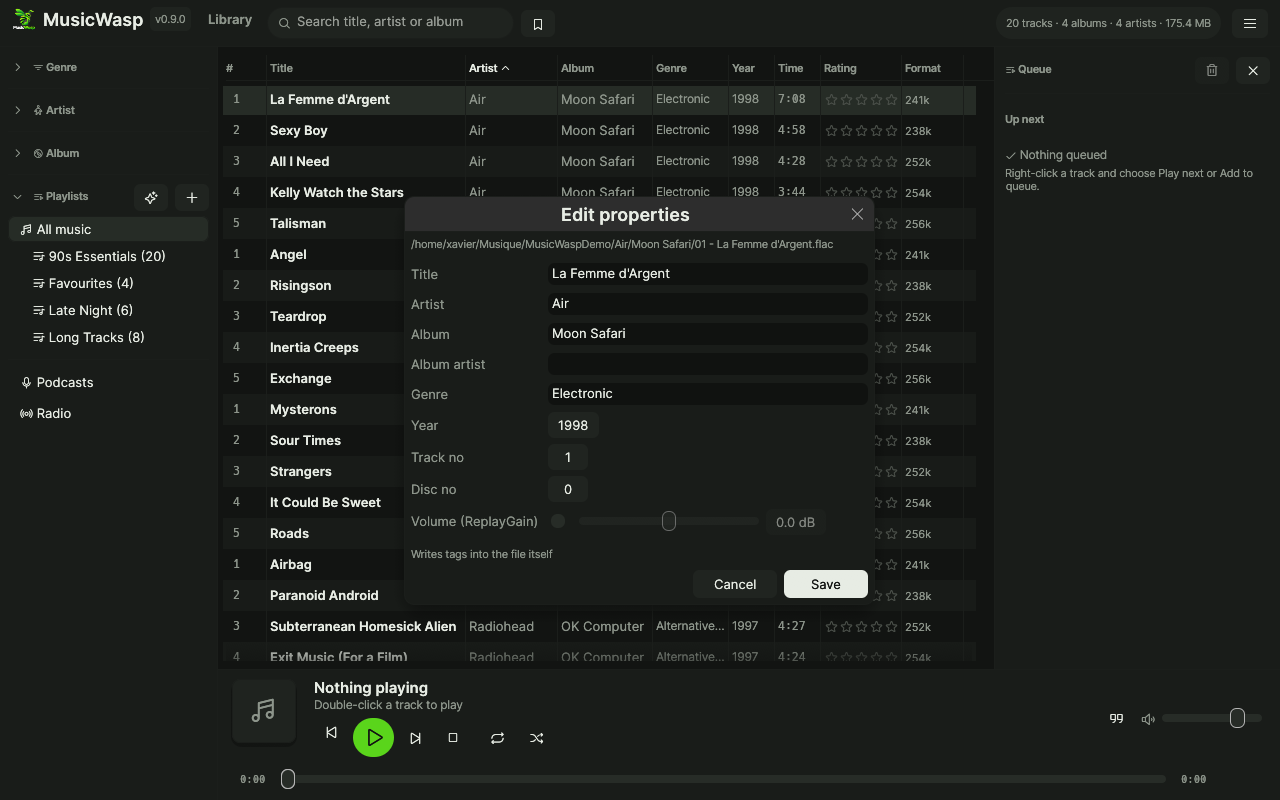 MusicWasp v0.9.0 Library Search title, artist or album 20 tracks · 4 albums · 4 artists · 175.4 MB
Genre
Artist
Album
Playlists
All music
90s Essentials (20)
Favourites (4)
Late Night (6)
Long Tracks (8)
Podcasts
Radio
# Title Artist Album Genre Year Time Rating Format
1 La Femme d'Argent Air Moon Safari Electronic 1998 7:08 241k
2 Sexy Boy Air Moon Safari Electronic 1998 4:58 238k
3 All I Need Air Moon Safari Electronic 1998 4:28 252k
4 Kelly Watch the Stars Air Moon Safari Electronic 1998 3:44 254k
5 Talisman 256k
1 Angel 241k
2 Risingson 238k
3 Teardrop 252k
4 Inertia Creeps 254k
5 Exchange 256k
1 Mysterons 241k
2 Sour Times 238k
3 Strangers 252k
4 It Could Be Sweet 254k
5 Roads 256k
1 Airbag 241k
2 Paranoid Android 238k
3 Subterranean Homesick Alien Radiohead OK Computer Alternative... 1997 4:27 252k
4 Exit Music (For a Film) Radiohead OK Computer Alternative... 1997 4:24 254k
Edit properties
/home/xavier/Musique/MusicWaspDemo/Air/Moon Safari/01 - La Femme d'Argent.flac
Title La Femme d'Argent
Artist Air
Album Moon Safari
Album artist
Genre Electronic
Year 1998
Track no 1
Disc no 0
Volume (ReplayGain) 0.0 dB
Writes tags into the file itself
Cancel Save
Queue
Up next
Nothing queued
Right-click a track and choose Play next or Add to
queue.
Nothing playing
Double-click a track to play
0:00 0:00